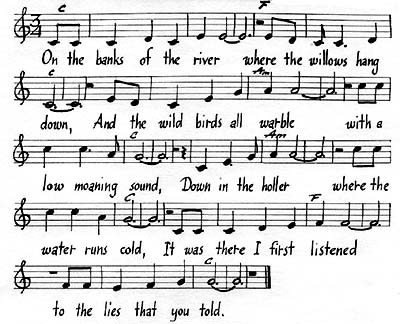 C F
3
4
On the banks of the river where the willows hang
C Am
down, And the wild birds all warble with a
C Am
low moaning sound, Down in the holler where the
C F
water runs cold, It was there I first listened
C
to the lies that you told.